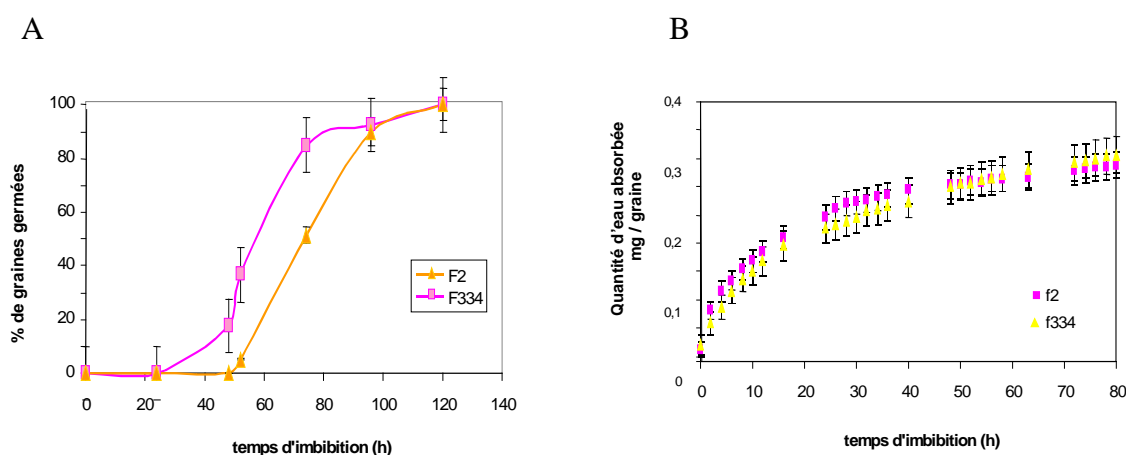 A
% de graines germées
100
80
60
40
20
0
0 20 40 60 80 100 120 140
F2
F334
temps d'imbibition (h)
B
Quantité d'eau absorbée
mg / graine
0,4
0,3
0,2
0,1
0
0 10 20 30 40 50 60 70 80
f2
f334
temps d'imbibition (h)